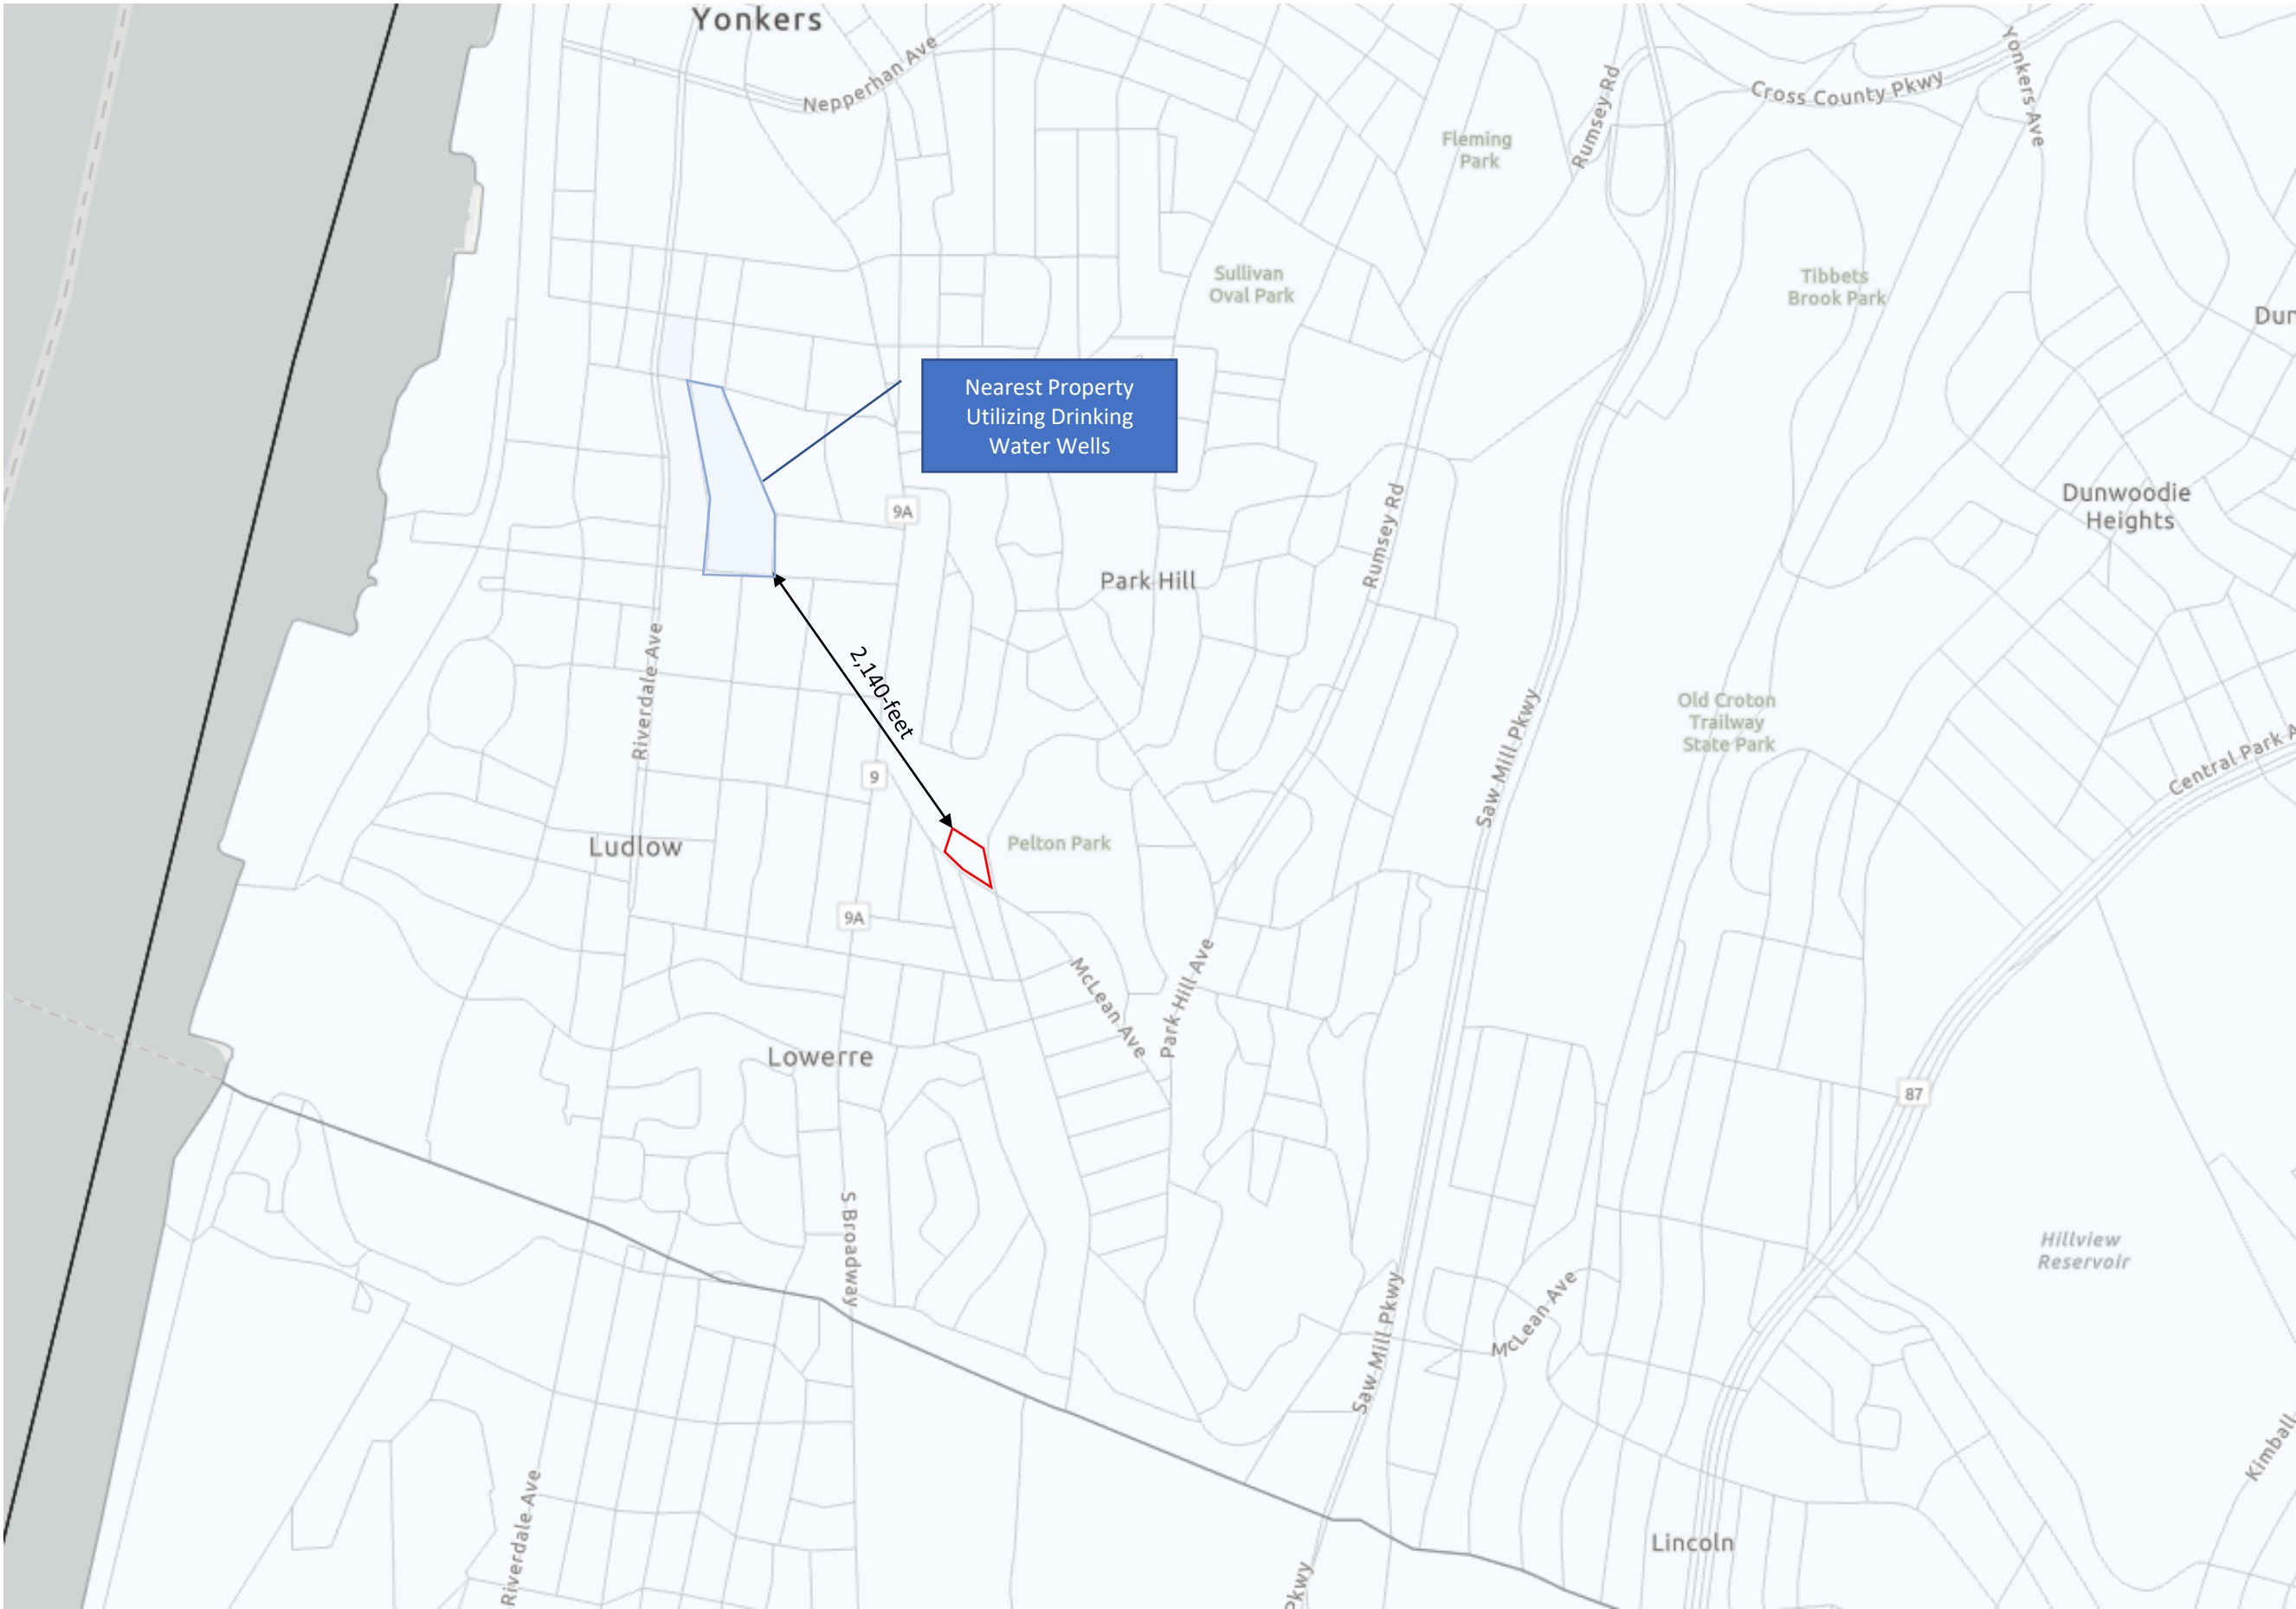 Yonkers
Nepperhan Ave
Rumsey Rd
Cross County Pkwy
Yonkers Ave
Fleming
Park
Sullivan
Oval Park
Tibbets
Brook Park
Dun
Nearest Property
Utilizing Drinking
Water Wells
9A
Rumsey Rd
Dunwoodie
Heights
Park Hill
Riverdale Ave
2,140-feet
Saw Mill Pkwy
Old Croton
Trailway
State Park
Central Park A
9
Ludlow
Pelton Park
9A
McLean Ave
Park Hill Ave
Lowerre
87
S Broadway
Hillview
Reservoir
Saw Mill Pkwy
McLean Ave
Kimball
Riverdale Ave
Lincoln
Pkwy